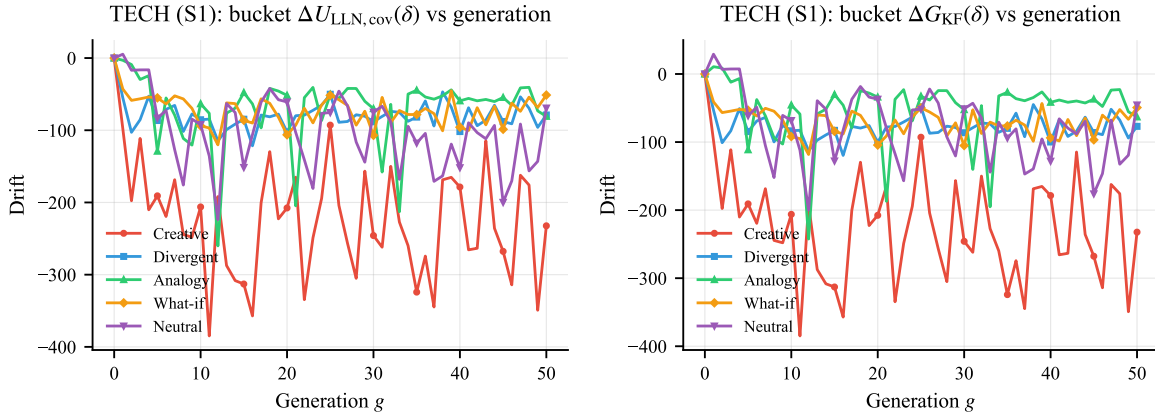 TECH (S1): bucket ΔU_LLN,cov(δ) vs generation
0
−100
−200
−300
−400
Drift
Creative
Divergent
Analogy
What-if
Neutral
0 10 20 30 40 50
Generation g
TECH (S1): bucket ΔG_KF(δ) vs generation
0
−100
−200
−300
−400
Drift
Creative
Divergent
Analogy
What-if
Neutral
0 10 20 30 40 50
Generation g